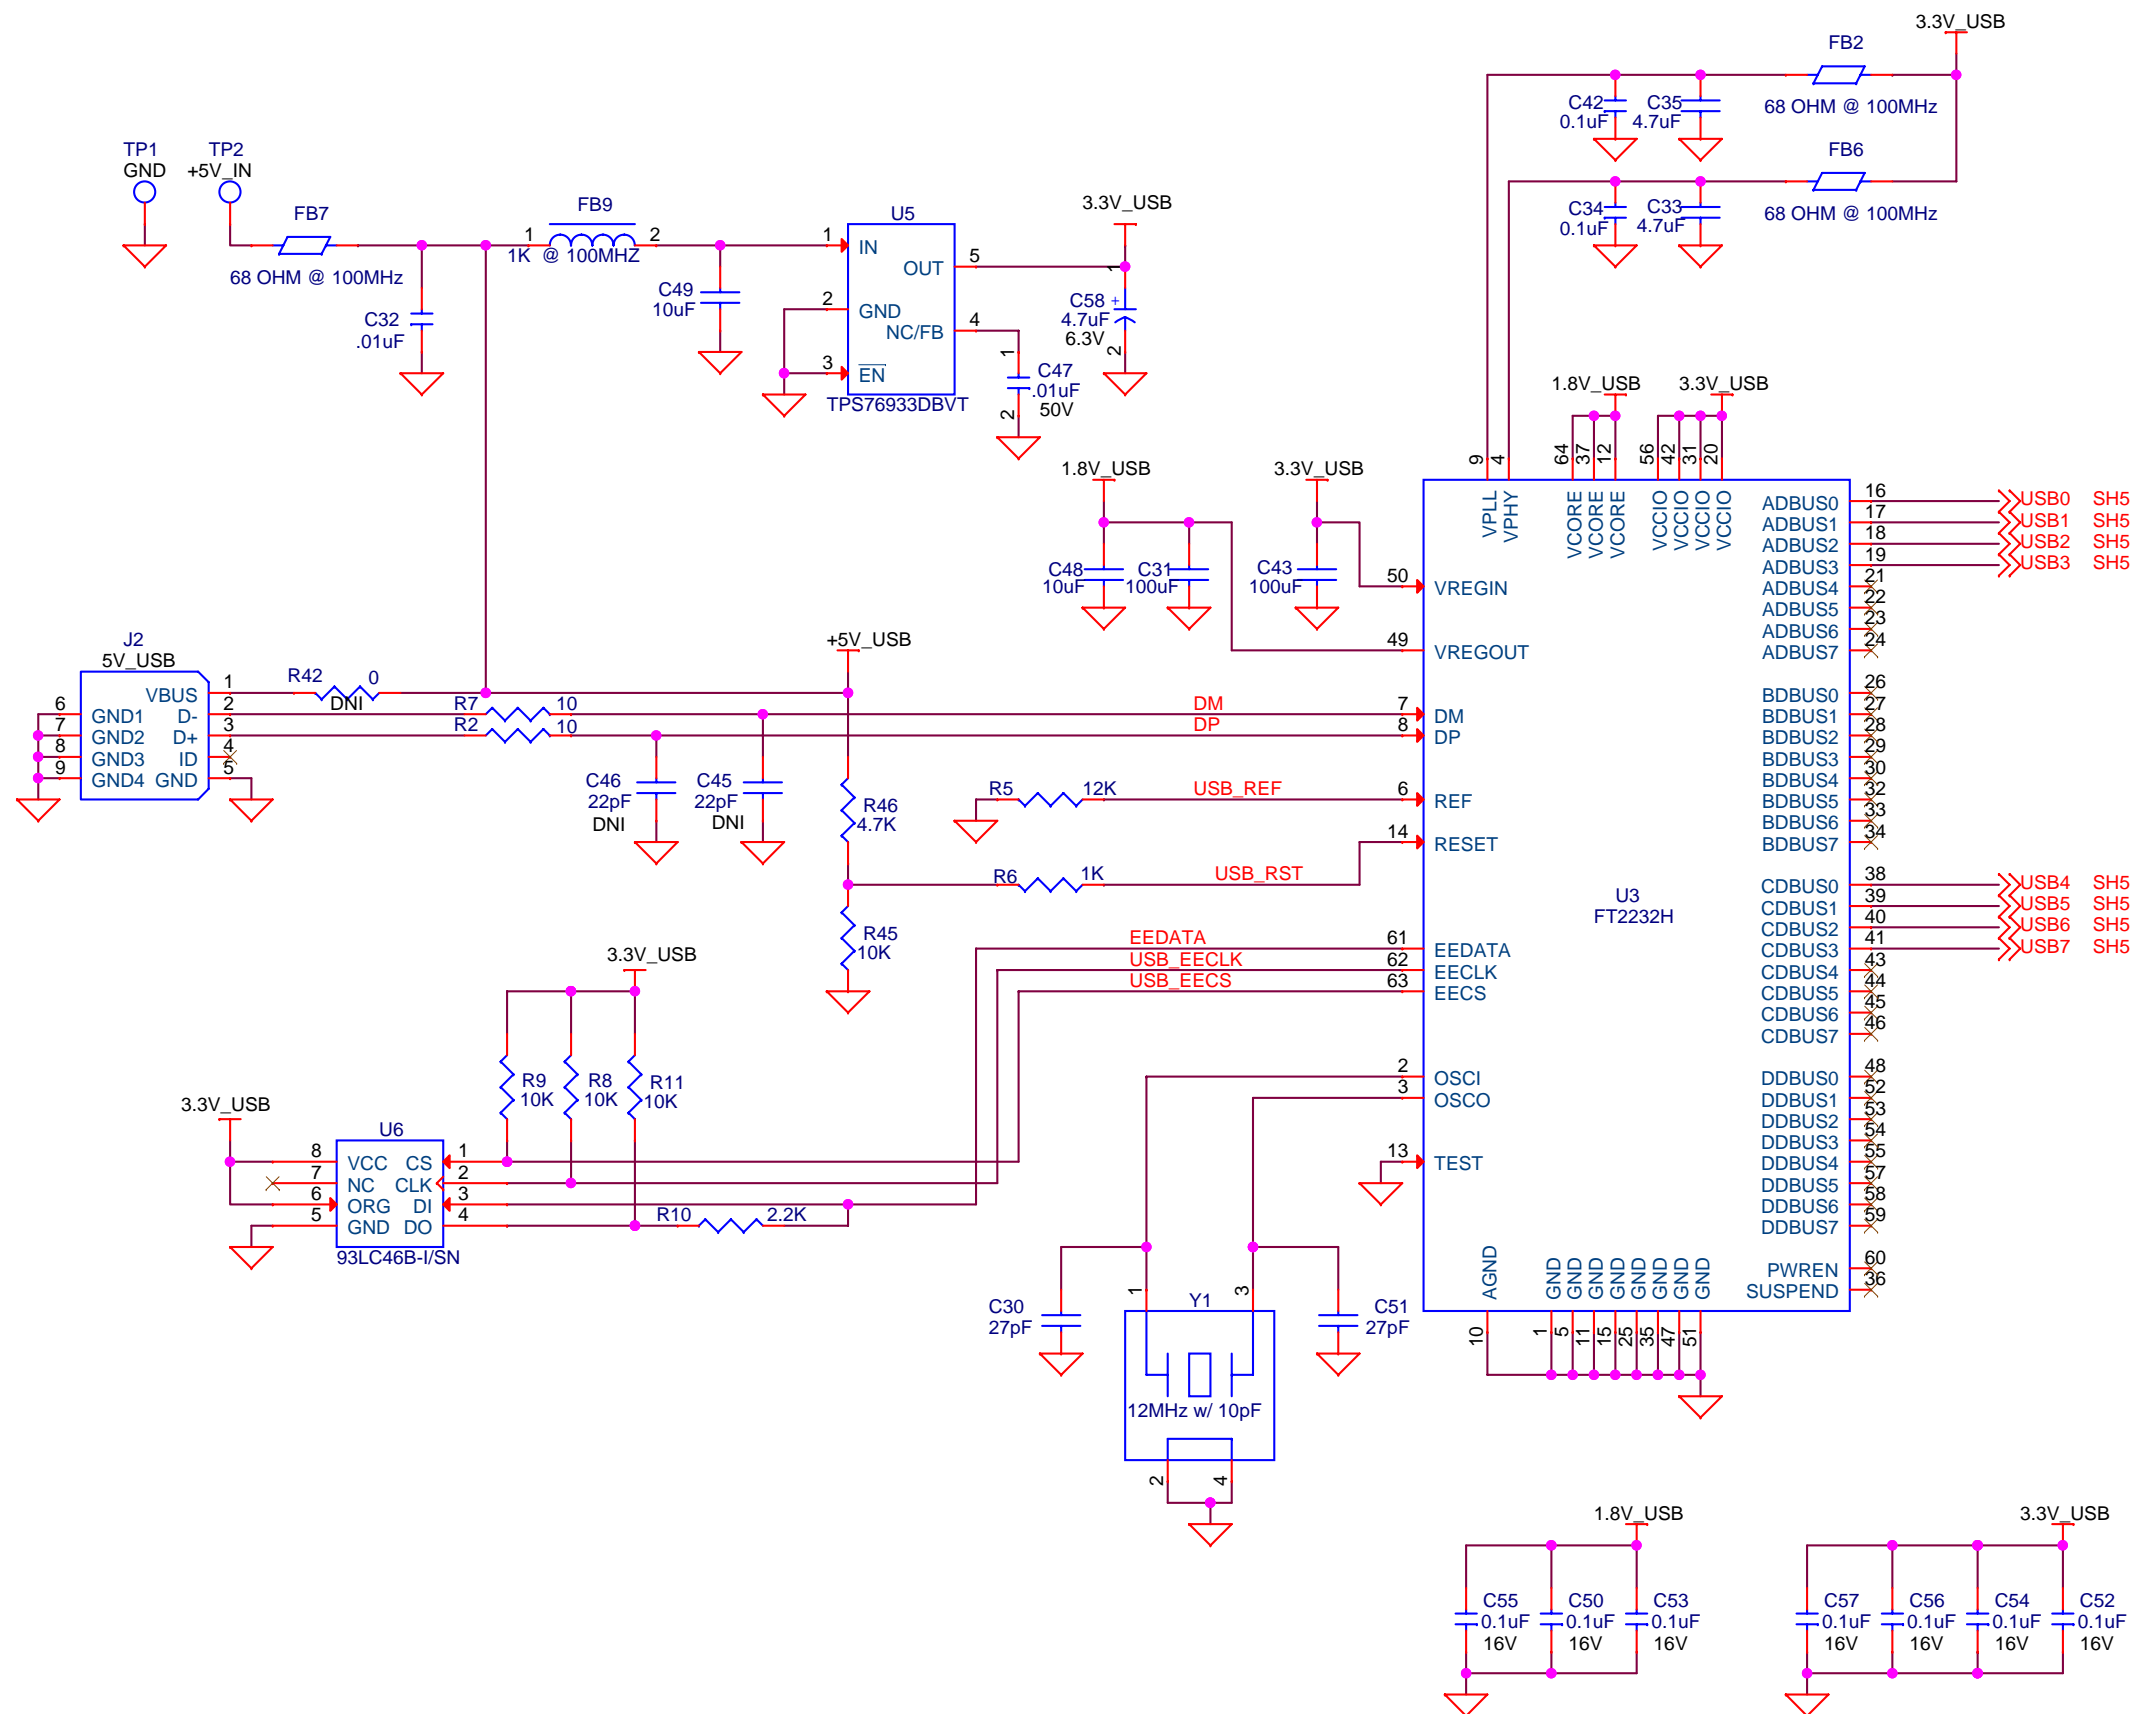 3.3V_USB
FB2
68 OHM @ 100MHz
C42
0.1uF
C35
4.7uF
FB6
68 OHM @ 100MHz
C34
0.1uF
C33
4.7uF
TP1
GND
TP2
+5V_IN
FB7
68 OHM @ 100MHz
C32
.01uF
FB9
1
2
1K @ 100MHZ
C49
10uF
U5
1
IN
OUT
5
2
GND
NC/FB
4
3
EN
TPS76933DBVT
3.3V_USB
1
C58
+
4.7uF
6.3V
2
1
C47
.01uF
50V
2
1.8V_USB
3.3V_USB
9
4
64
37
12
56
42
31
20
VPLL
VPHY
VCORE
VCORE
VCORE
VCCIO
VCCIO
VCCIO
VCCIO
1.8V_USB
3.3V_USB
C48
10uF
C31
100uF
C43
100uF
50
VREGIN
49
VREGOUT
J2
5V_USB
VBUS
1
6
GND1
D-
2
7
GND2
D+
3
8
GND3
ID
4
9
GND4
GND
5
R42
0
DNI
R7
10
R2
10
+5V_USB
DM
7
DM
DP
8
DP
C46
22pF
DNI
C45
22pF
DNI
R46
4.7K
R5
12K
USB_REF
6
REF
14
RESET
R6
1K
USB_RST
R45
10K
EEDATA
61
EEDATA
USB_EECLK
62
EECLK
USB_EECS
63
EECS
3.3V_USB
R9
10K
R8
10K
R11
10K
3.3V_USB
U6
8
VCC
CS
1
7
NC
CLK
2
6
ORG
DI
3
5
GND
DO
4
93LC46B-I/SN
R10
2.2K
2
OSCI
3
OSCO
13
TEST
C30
27pF
1
Y1
3
C51
27pF
12MHz w/ 10pF
2
4
U3
FT2232H
ADBUS0
16
USB0
SH5
ADBUS1
17
USB1
SH5
ADBUS2
18
USB2
SH5
ADBUS3
19
USB3
SH5
ADBUS4
21
ADBUS5
22
ADBUS6
23
ADBUS7
24
BDBUS0
26
BDBUS1
27
BDBUS2
28
BDBUS3
29
BDBUS4
30
BDBUS5
32
BDBUS6
33
BDBUS7
34
CDBUS0
38
USB4
SH5
CDBUS1
39
USB5
SH5
CDBUS2
40
USB6
SH5
CDBUS3
41
USB7
SH5
CDBUS4
43
CDBUS5
44
CDBUS6
45
CDBUS7
46
DDBUS0
48
DDBUS1
52
DDBUS2
53
DDBUS3
54
DDBUS4
55
DDBUS5
57
DDBUS6
58
DDBUS7
59
PWREN
60
SUSPEND
36
AGND
GND
GND
GND
GND
GND
GND
GND
GND
10
1
5
11
15
25
35
47
51
1.8V_USB
C55
0.1uF
16V
C50
0.1uF
16V
C53
0.1uF
16V
3.3V_USB
C57
0.1uF
16V
C56
0.1uF
16V
C54
0.1uF
16V
C52
0.1uF
16V